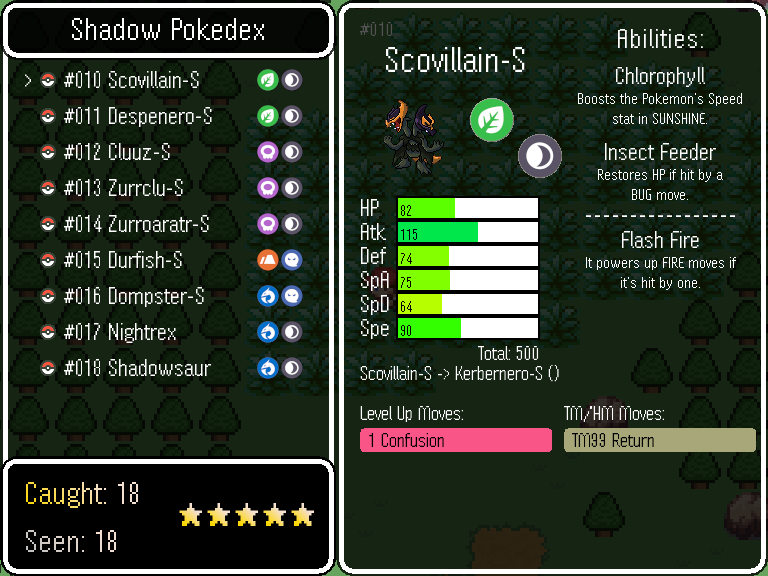 Shadow Pokedex
#010 Scovillain-S
#011 Despenero-S
#012 Cluuz-S
#013 Zurrclu-S
#014 Zurroaratr-S
#015 Durfish-S
#016 Dompster-S
#017 Nightrex
#018 Shadowsaur
Caught: 18
Seen: 18
#010
Scovillain-S
HP 82
Atk 115
Def 74
SpA 75
SpD 64
Spe 90
Total: 500
Scovillain-S -> Kerbernero-S ()
Abilities:
Chlorophyll
Boosts the Pokemon's Speed
stat in SUNSHINE.
Insect Feeder
Restores HP if hit by a
BUG move.
Flash Fire
It powers up FIRE moves if
it's hit by one.
Level Up Moves:
1 Confusion
TM/HM Moves:
TM99 Return